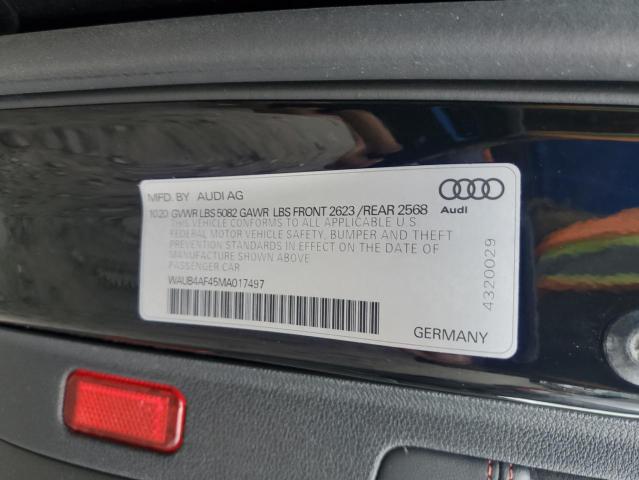 MFD. BY AUDI AG
10.20 GVWR LBS 5082 GAWR LBS FRONT 2623 /REAR 2568
THIS VEHICLE CONFORMS TO ALL APPLICABLE U.S.
FEDERAL MOTOR VEHICLE SAFETY, BUMPER AND THEFT
PREVENTION STANDARDS IN EFFECT ON THE DATE OF
MANUFACTURE SHOWN ABOVE
PASSENGER CAR
WAUB4AF45MA017497
Audi
4320029
GERMANY